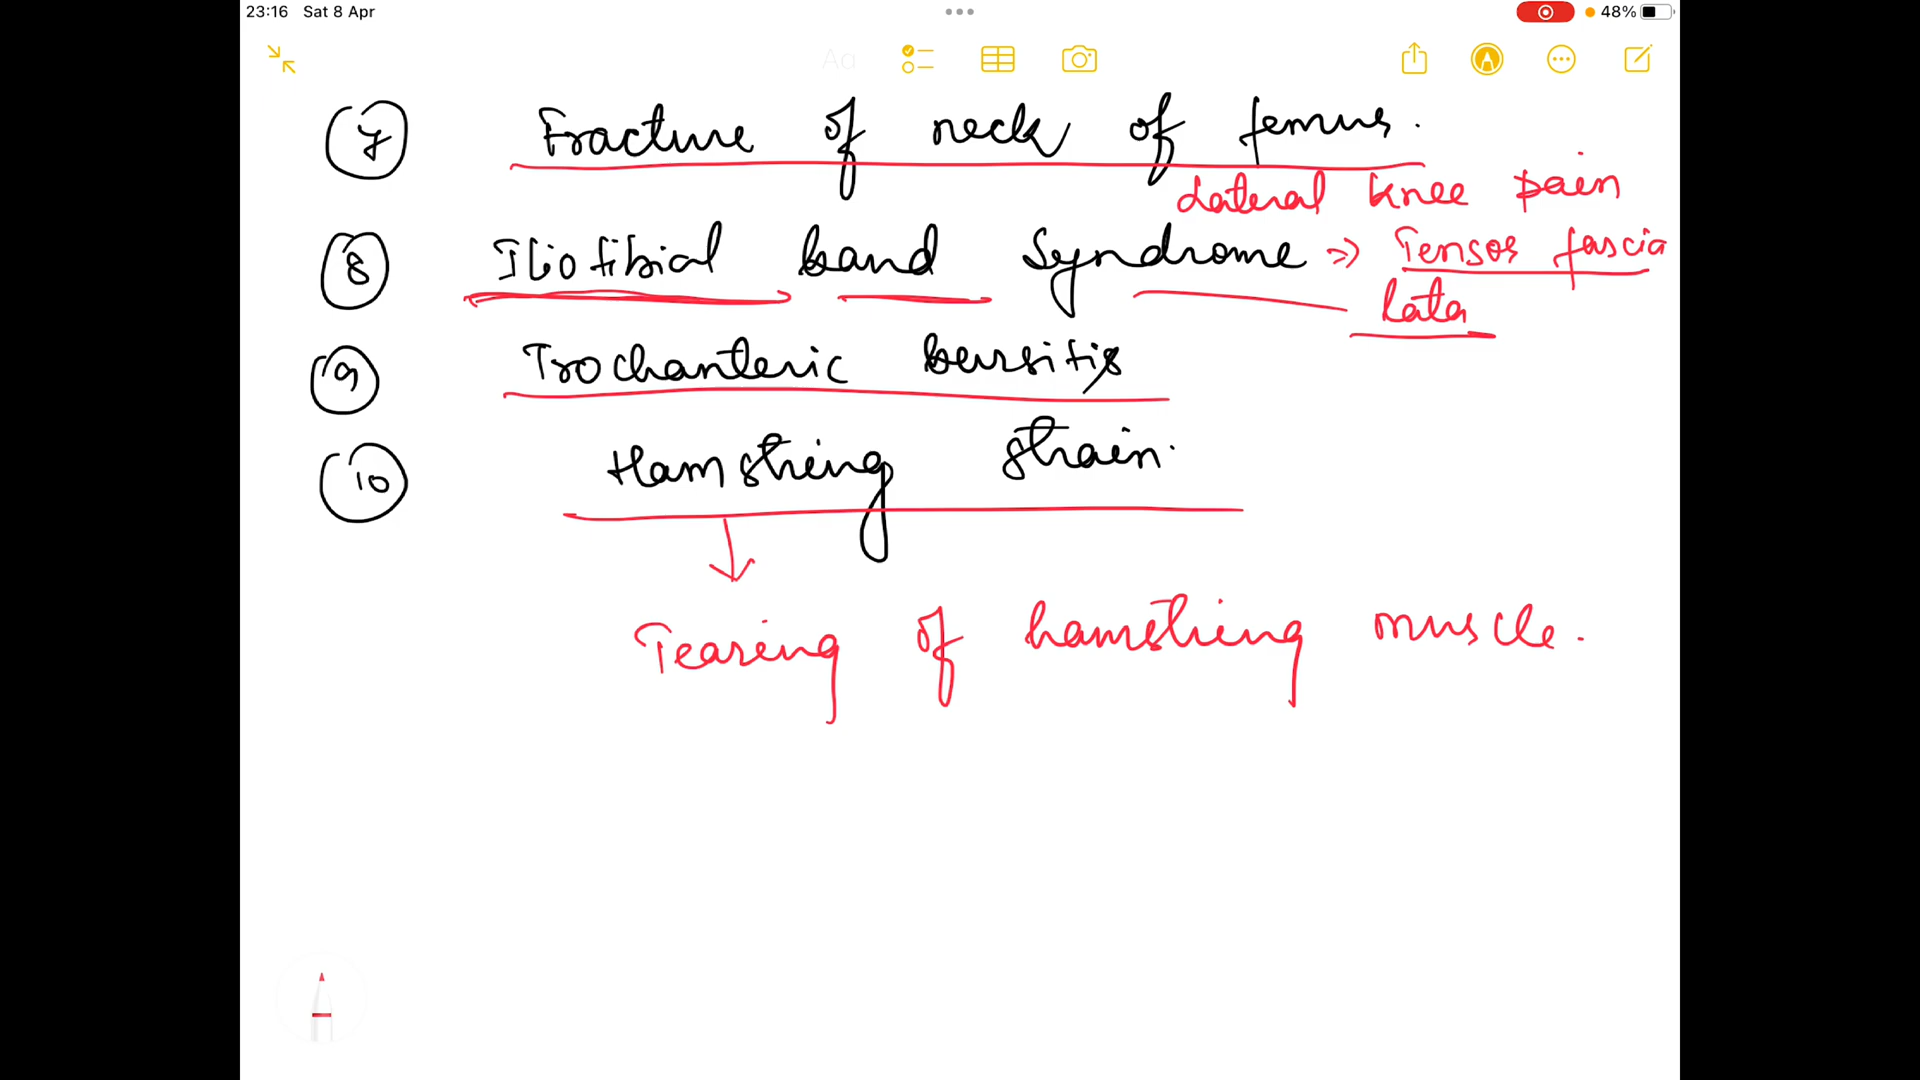 23:16 Sat 8 Apr 48%
Aa
7 Fracture of neck of femur.
Lateral knee pain
8 Iliotibial band Syndrome => Tensor fascia
lata
9 Trochanteric bursitis
10 Hamstring strain.
Tearing of hamstring muscle.